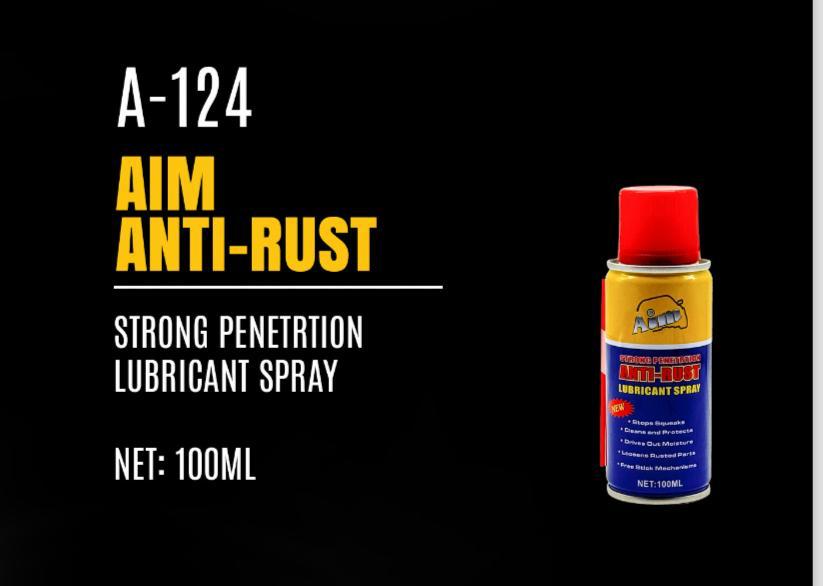 A-124
AIM
ANTI-RUST
STRONG PENETRTION
LUBRICANT SPRAY
NET: 100ML
Aim
STRONG PENETRTION
ANTI-RUST
LUBRICANT SPRAY
NEW
• Stops Squeaks
• Cleans and Protects
• Drives Out Moisture
• Loosens Rusted Parts
• Free Stick Mechanisms
NET:100ML